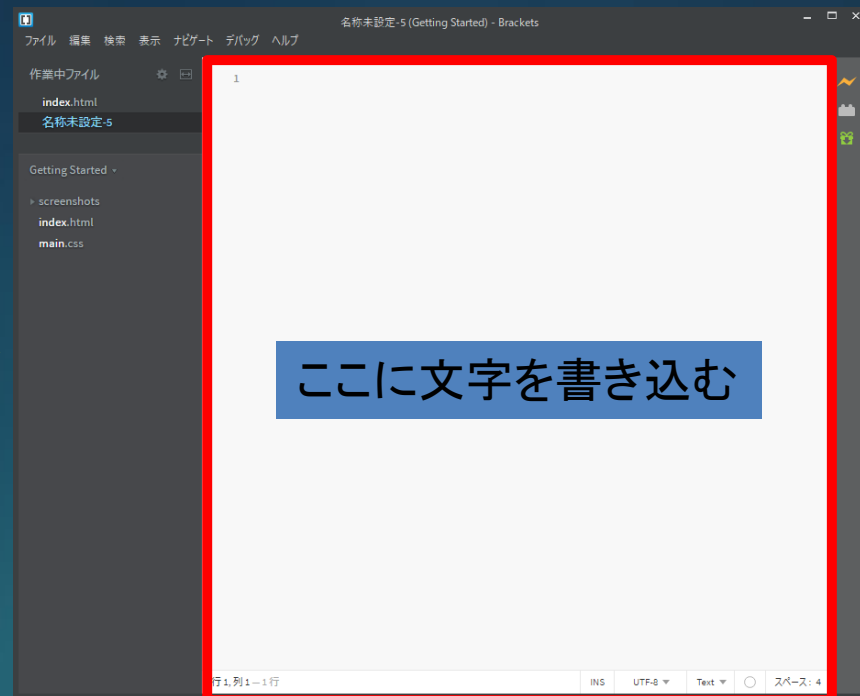 名称未設定-5 (Getting Started) - Brackets
ファイル 編集 検索 表示 ナビゲート デバッグ ヘルプ
作業中ファイル
index.html
名称未設定-5
Getting Started
screenshots
index.html
main.css
1
ここに文字を書き込む
行 1, 列 1 — 1 行
INS UTF-8 Text スペース: 4